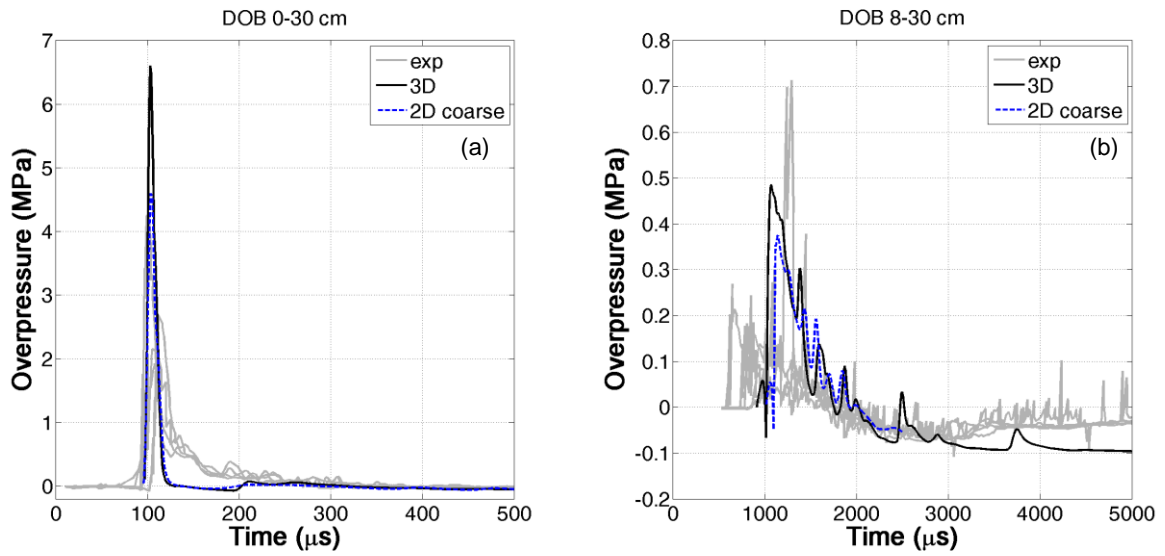 DOB 0-30 cm
7
6
5
4
3
2
1
0
exp
3D
2D coarse
(a)
Overpressure (MPa)
0 100 200 300 400 500
Time (μs)
DOB 8-30 cm
0.8
0.7
0.6
0.5
0.4
0.3
0.2
0.1
0
-0.1
-0.2
exp
3D
2D coarse
(b)
Overpressure (MPa)
0 1000 2000 3000 4000 5000
Time (μs)